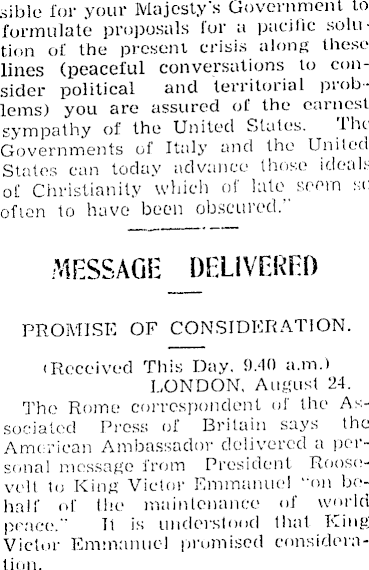 sible for your Majesty's Government to
formulate proposals for a pacific solu-
tion of the present crisis along these
lines (peaceful conversations to con-
sider political and territorial prob-
lems) you are assured of the earnest
sympathy of the United States. The
Governments of Italy and the United
States can today advance those ideals
of Christianity which of late seem so
often to have been obscured."
MESSAGE DELIVERED
PROMISE OF CONSIDERATION.
(Received This Day, 9.40 a.m.)
LONDON, August 24.
The Rome correspondent of the As-
sociated Press of Britain says the
American Ambassador delivered a per-
sonal message from President Roose-
velt to King Victor Emmanuel "on be-
half of the maintenance of world
peace." It is understood that King
Victor Emmanuel promised considera-
tion.